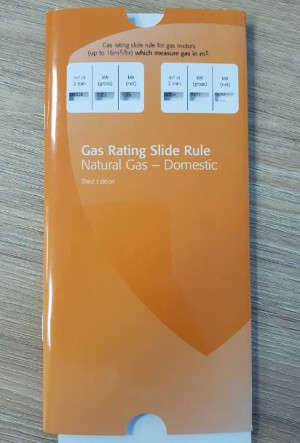 Gas rating slide rule for gas meters
(up to 16m³/hr) which measure gas in m³.
m³ in 2 min
kW (gross)
kW (net)
m³ in 2 min
kW (gross)
kW (net)
Gas Rating Slide Rule
Natural Gas – Domestic
Third Edition